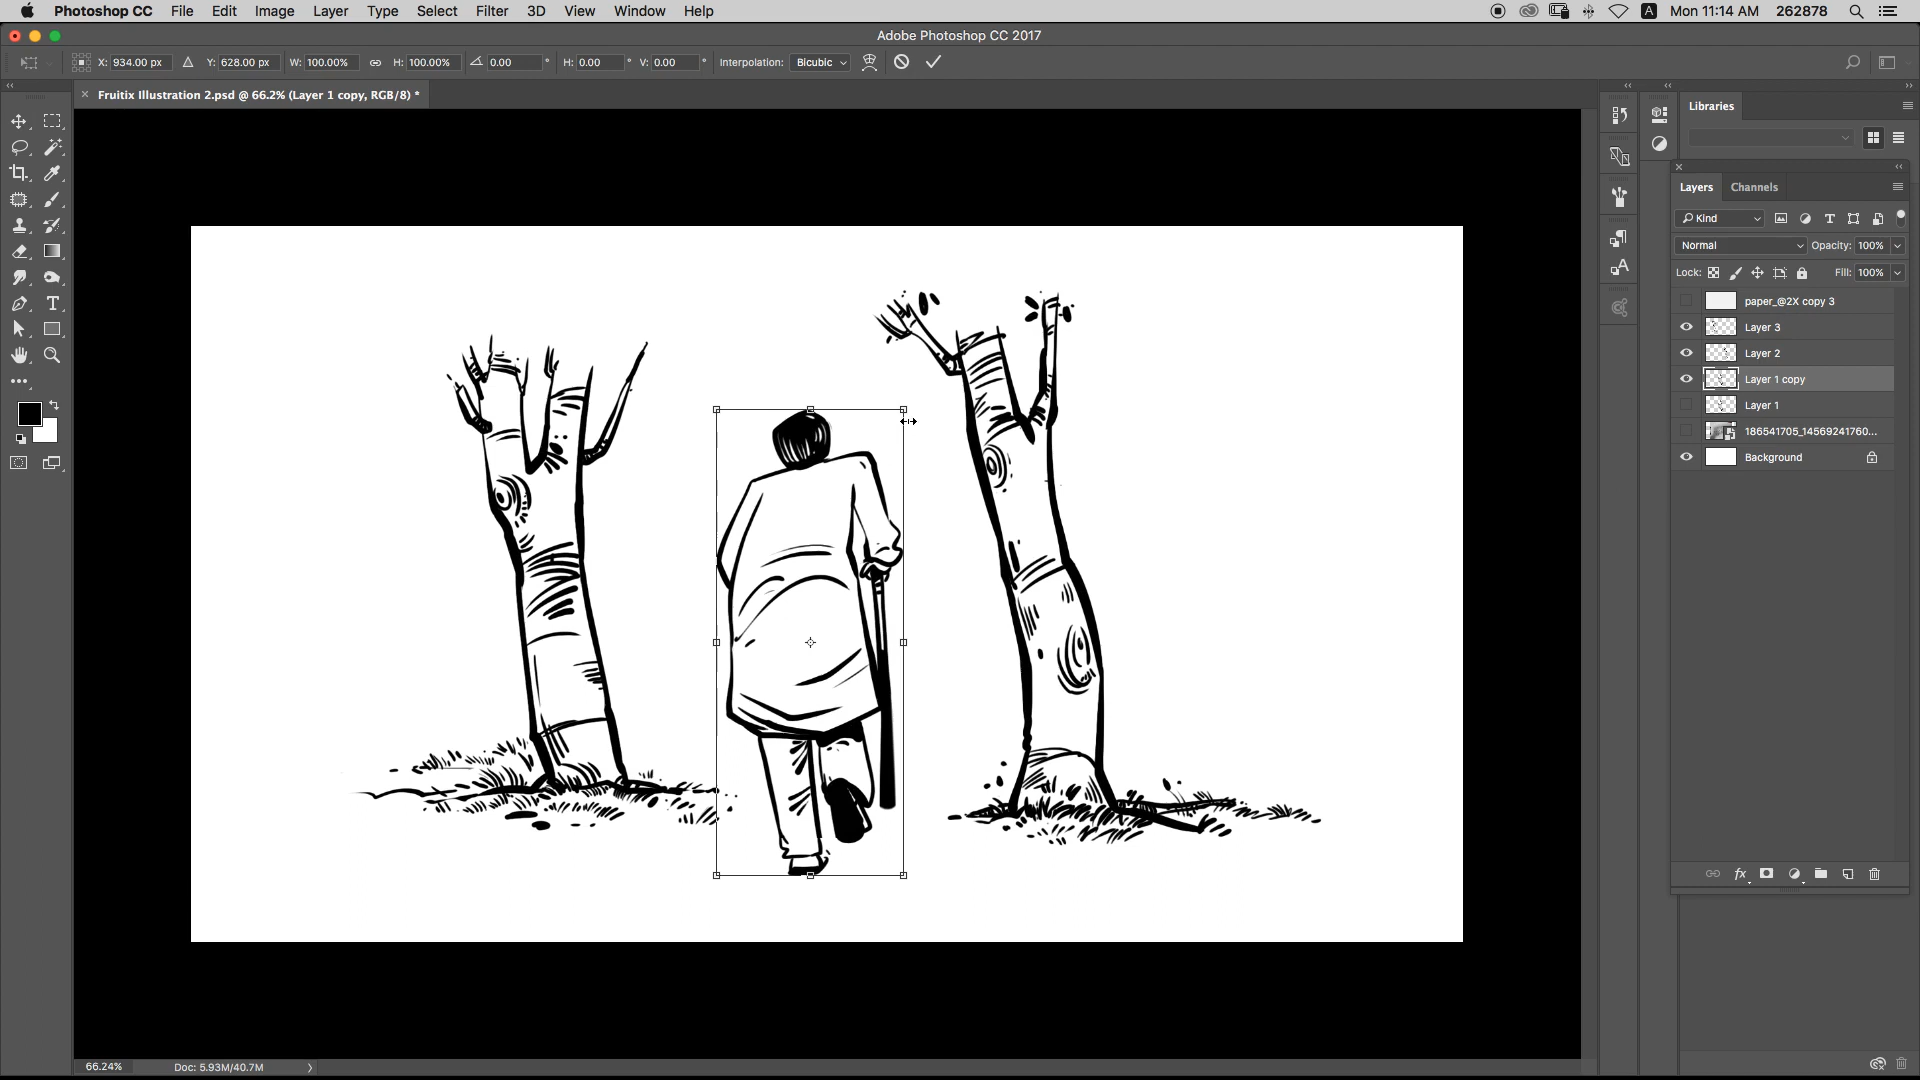 Photoshop CC File Edit Image Layer Type Select Filter 3D View Window Help A Mon 11:14 AM 262878
Adobe Photoshop CC 2017
X: 934.00 px Y: 628.00 px W: 100.00% H: 100.00% 0.00 ° H: 0.00 ° V: 0.00 ° Interpolation: Bicubic
× Fruitix Illustration 2.psd @ 66.2% (Layer 1 copy, RGB/8) *
Libraries
Layers Channels
Kind
Normal Opacity: 100%
Lock: Fill: 100%
paper_@2X copy 3
Layer 3
Layer 2
Layer 1 copy
Layer 1
186541705_14569241760...
Background
66.24% Doc: 5.93M/40.7M